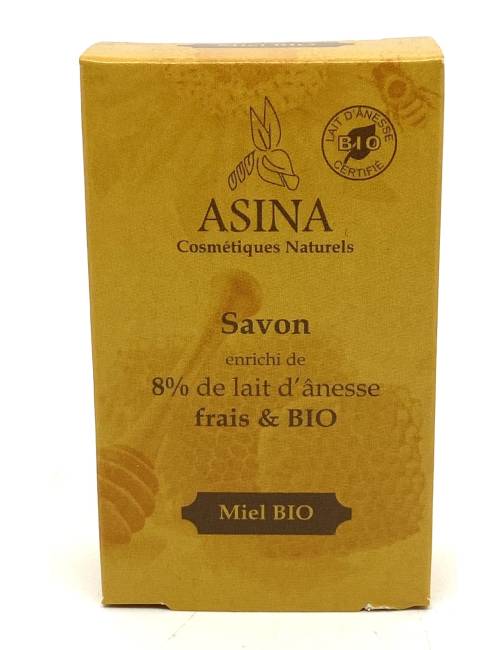 Miel BIO
LAIT D'ÂNESSE
BIO
CERTIFIÉ
ASINA
Cosmétiques Naturels
Savon
enrichi de
8% de lait d'ânesse
frais & BIO
Miel BIO